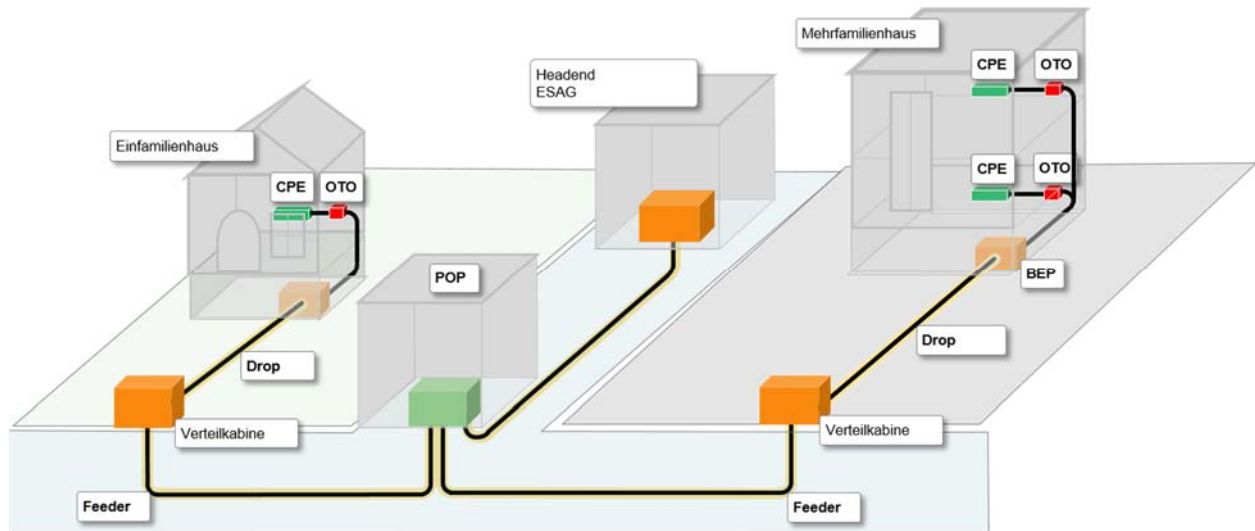 Mehrfamilienhaus
CPE
OTO
Headend
ESAG
Einfamilienhaus
CPE
OTO
CPE
OTO
POP
BEP
Drop
Drop
Verteilkabine
Verteilkabine
Feeder
Feeder